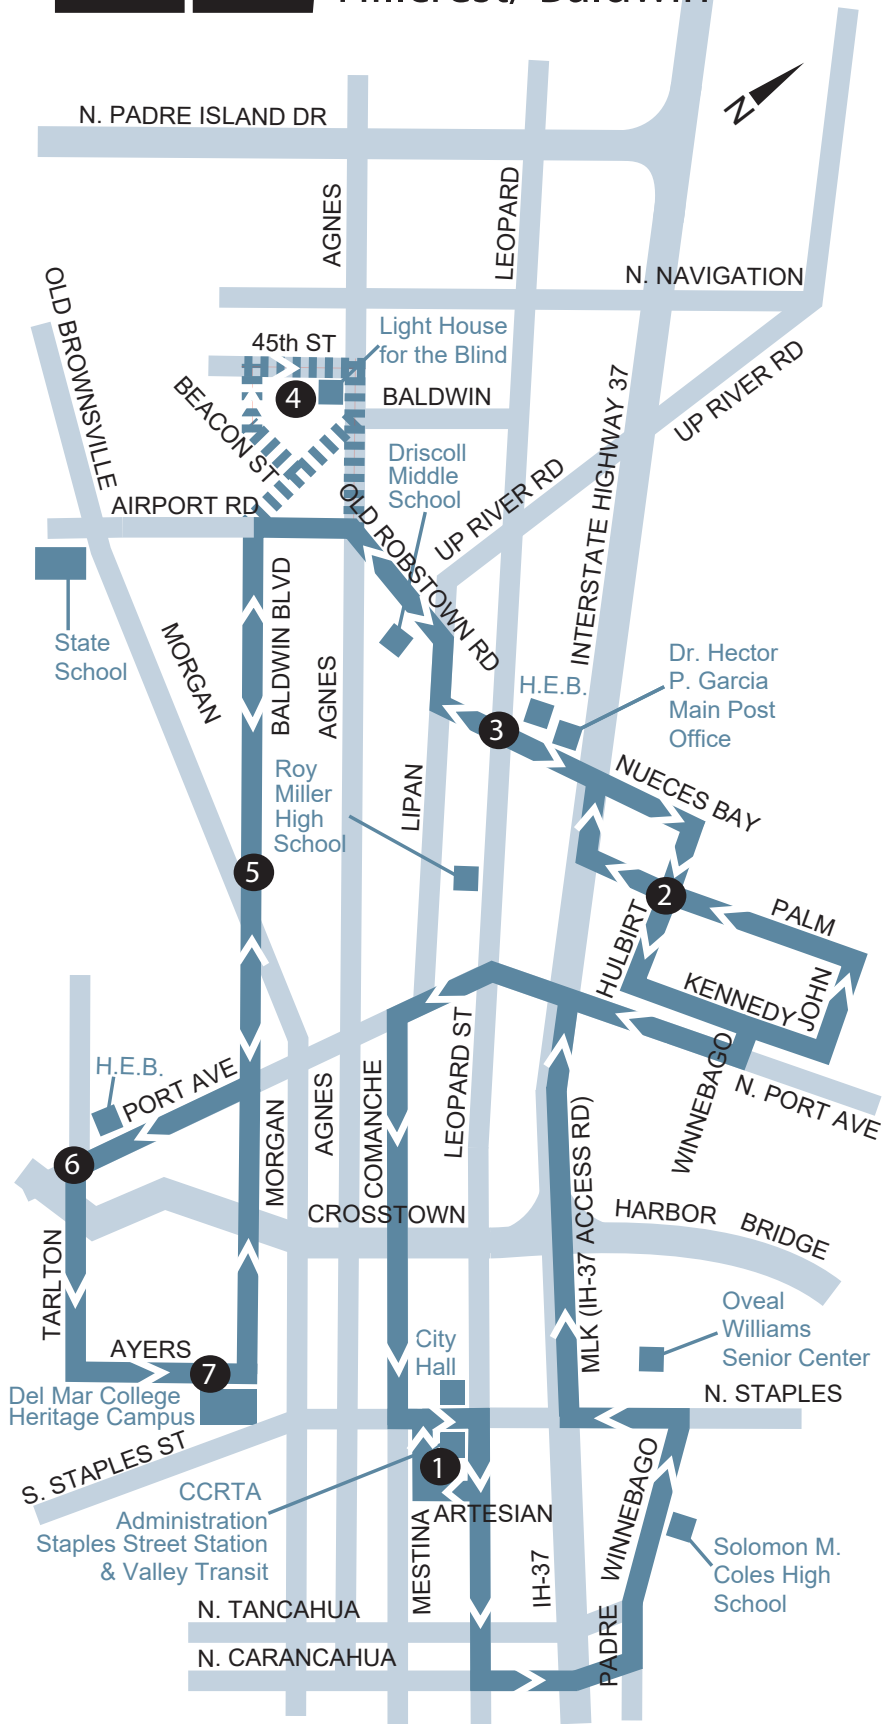 Hillcrest/ Baldwin
N
N. PADRE ISLAND DR
AGNES
LEOPARD
N. NAVIGATION
OLD BROWNSVILLE
45th ST
Light House
for the Blind
BEACON ST
4
BALDWIN
UP RIVER RD
INTERSTATE HIGHWAY 37
Driscoll
Middle
School
UP RIVER RD
AIRPORT RD
OLD ROBSTOWN RD
State
School
MORGAN
BALDWIN BLVD
AGNES
H.E.B.
Dr. Hector
P. Garcia
Main Post
Office
3
NUECES BAY
Roy
Miller
High
School
LIPAN
5
2
PALM
HULBIRT
KENNEDY
JOHN
WINNEBAGO
N. PORT AVE
H.E.B.
PORT AVE
MORGAN
AGNES
COMANCHE
LEOPARD ST
6
CROSSTOWN
MLK (IH-37 ACCESS RD)
HARBOR
BRIDGE
TARLTON
AYERS
7
City
Hall
Oveal
Williams
Senior Center
Del Mar College
Heritage Campus
N. STAPLES
S. STAPLES ST
1
CCRTA
Administration
Staples Street Station
& Valley Transit
ARTESIAN
MESTINA
IH-37
WINNEBAGO
Solomon M.
Coles High
School
N. TANCAHUA
PADRE
N. CARANCAHUA